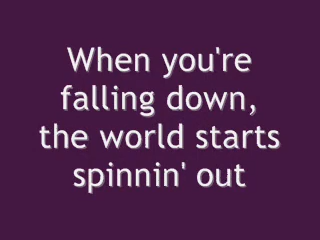 When you're
falling down,
the world starts
spinnin' out